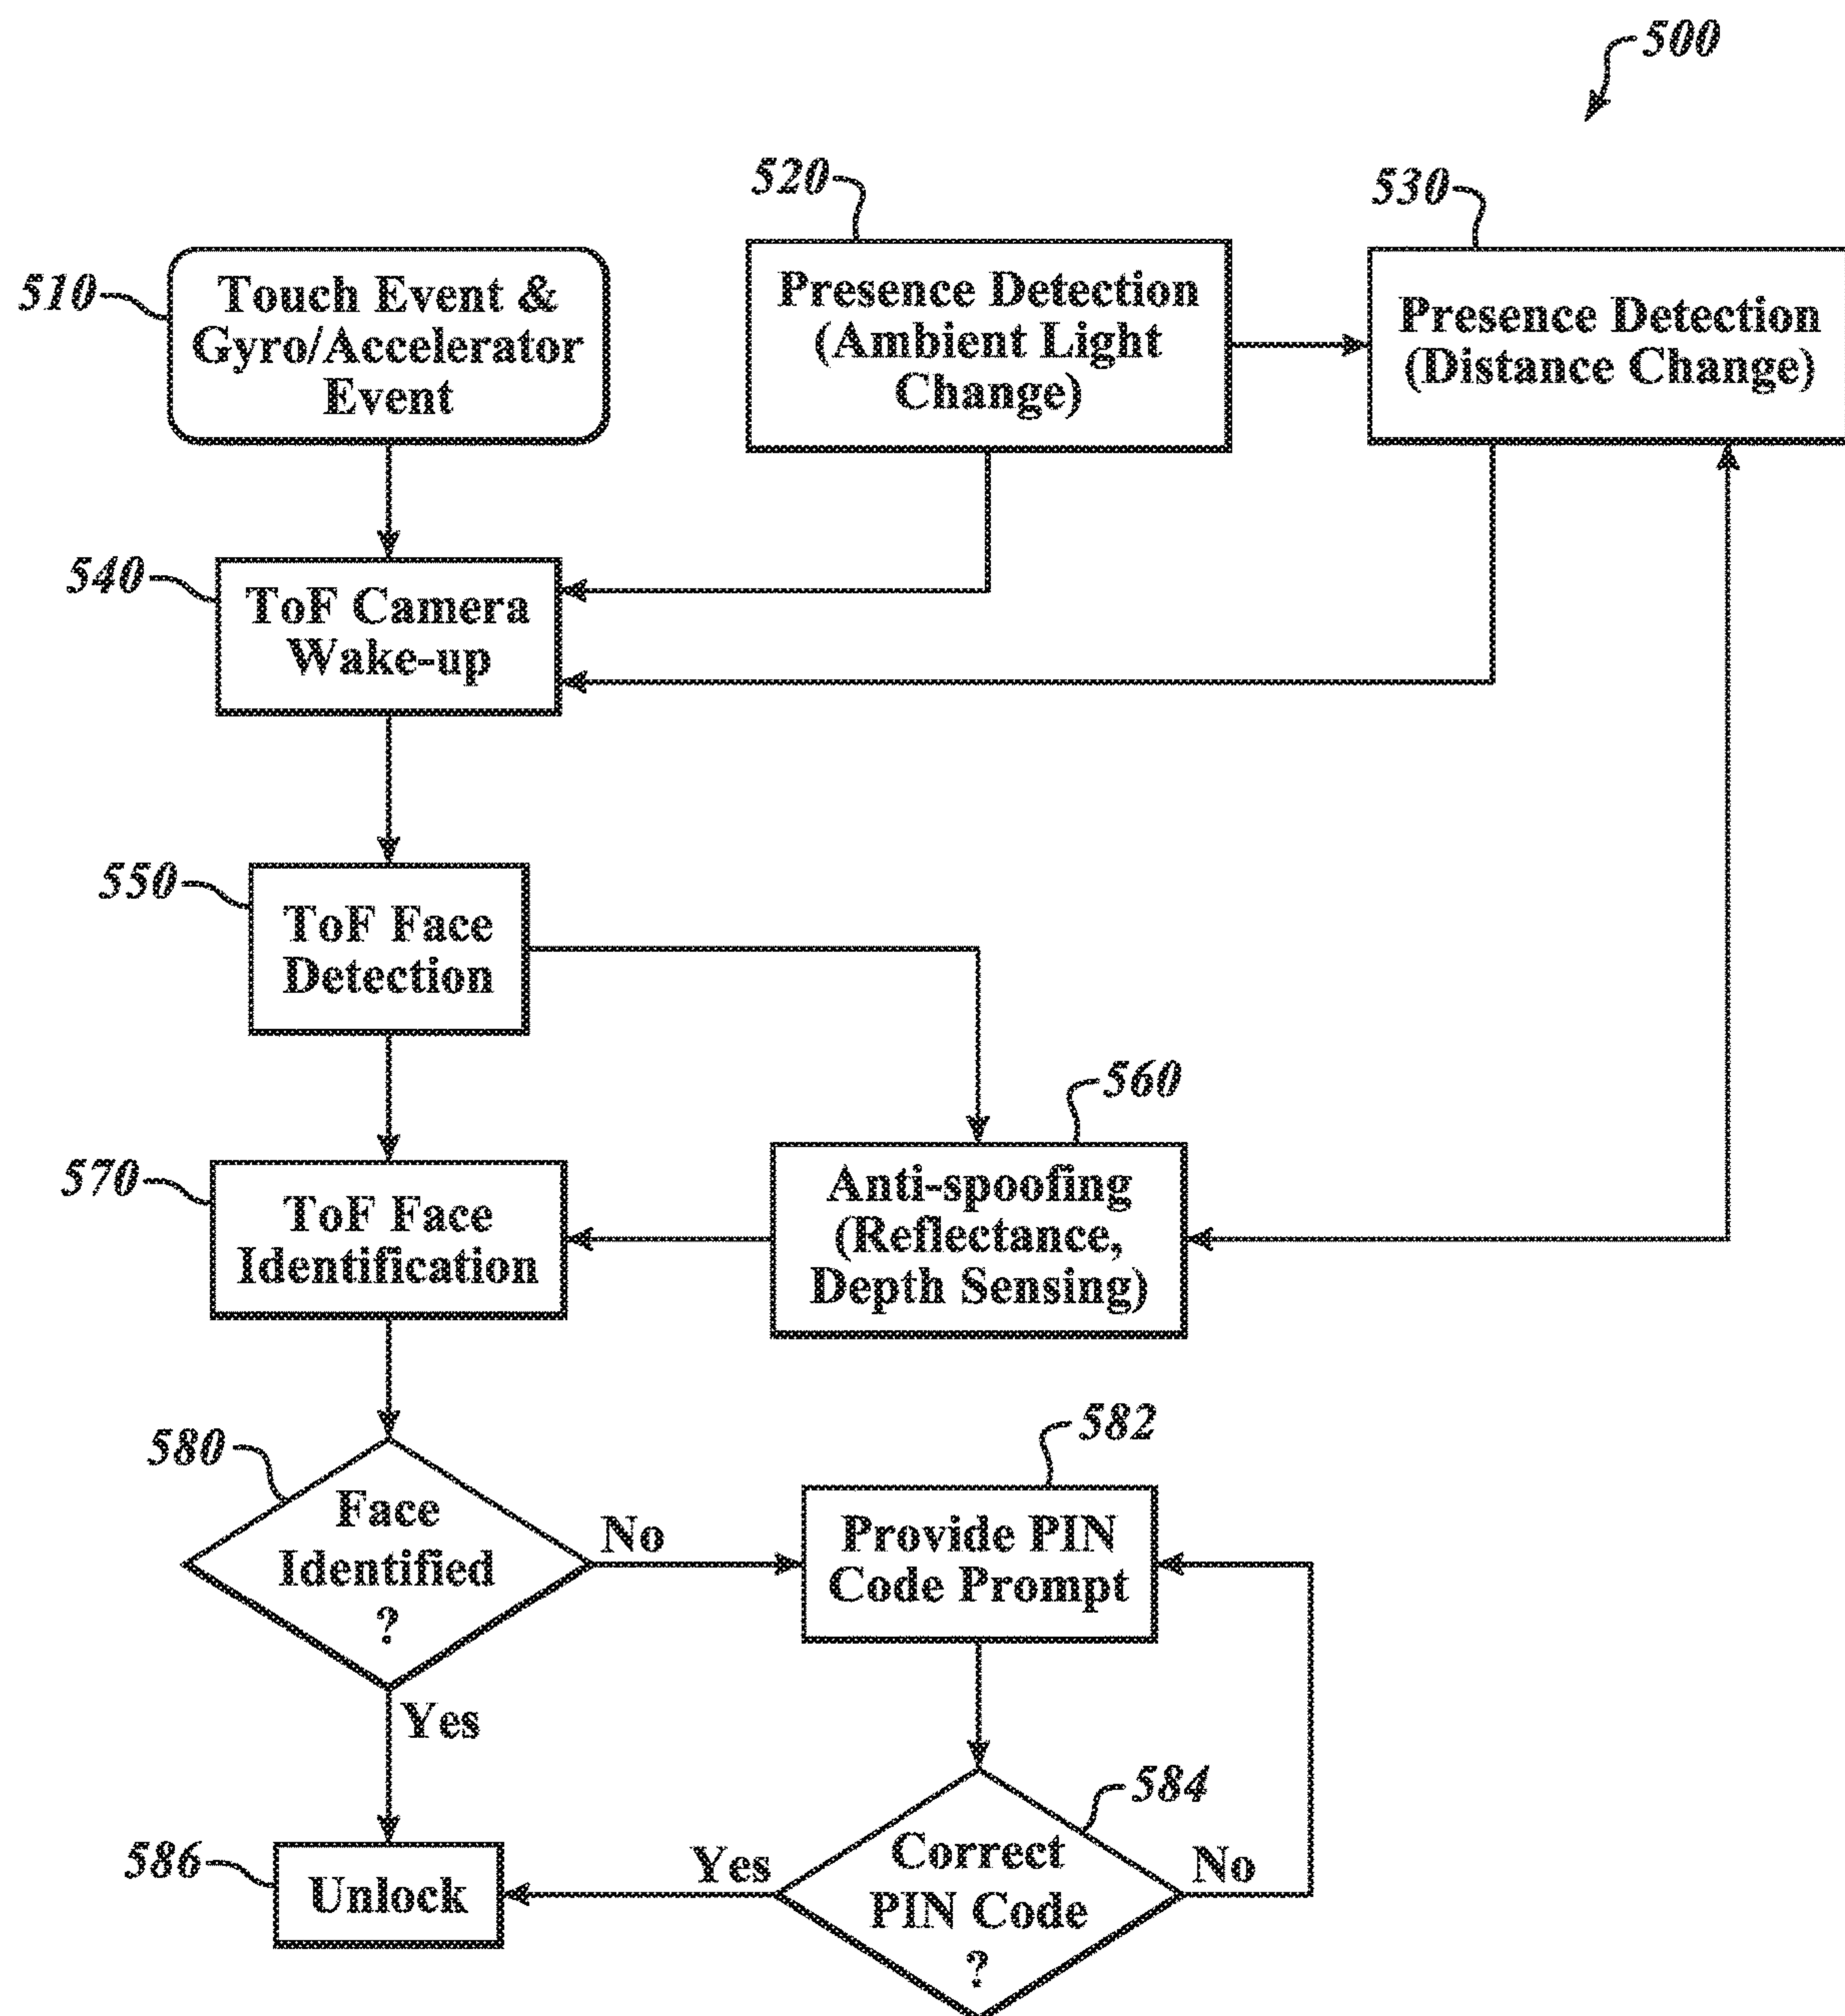 500
520
530
510
Touch Event &
Gyro/Accelerator
Event
Presence Detection
(Ambient Light
Change)
Presence Detection
(Distance Change)
540
ToF Camera
Wake-up
550
ToF Face
Detection
560
570
ToF Face
Identification
Anti-spoofing
(Reflectance,
Depth Sensing)
580
Face
Identified
?
No
582
Provide PIN
Code Prompt
Yes
584
586
Unlock
Yes
Correct
PIN Code
?
No